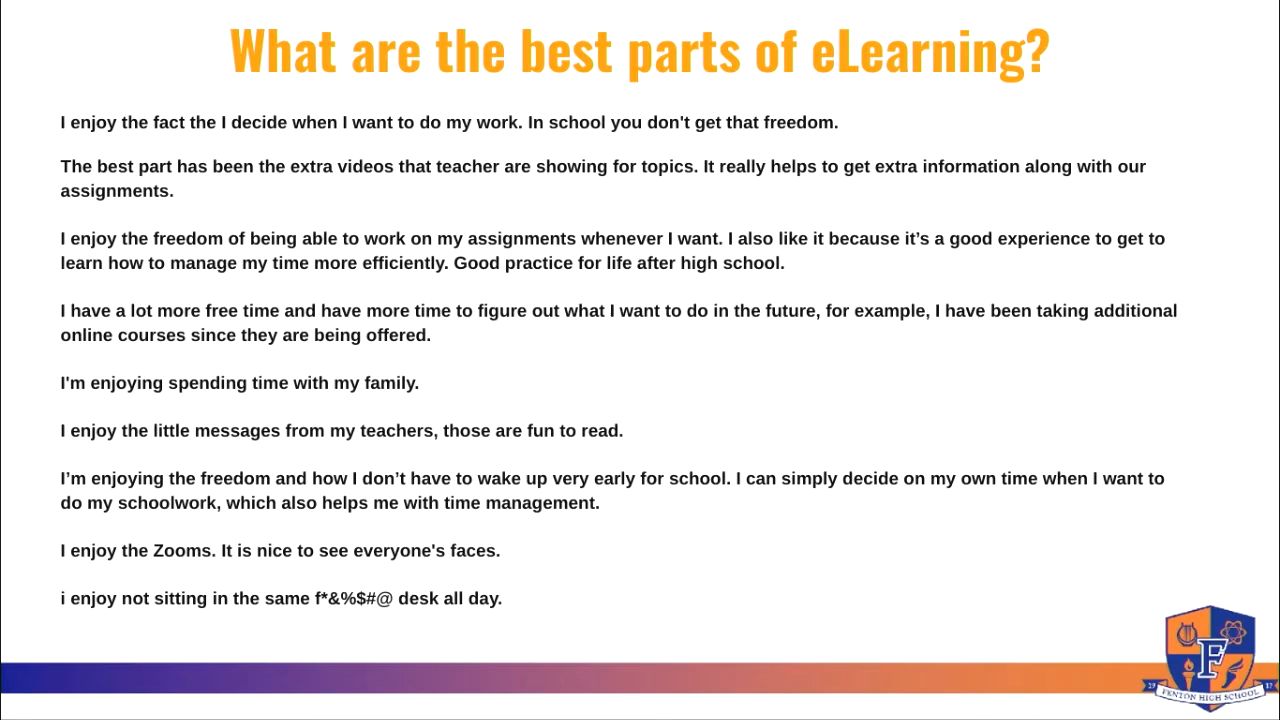 What are the best parts of eLearning?
I enjoy the fact the I decide when I want to do my work. In school you don't get that freedom.
The best part has been the extra videos that teacher are showing for topics. It really helps to get extra information along with our
assignments.
I enjoy the freedom of being able to work on my assignments whenever I want. I also like it because it’s a good experience to get to
learn how to manage my time more efficiently. Good practice for life after high school.
I have a lot more free time and have more time to figure out what I want to do in the future, for example, I have been taking additional
online courses since they are being offered.
I'm enjoying spending time with my family.
I enjoy the little messages from my teachers, those are fun to read.
I’m enjoying the freedom and how I don’t have to wake up very early for school. I can simply decide on my own time when I want to
do my schoolwork, which also helps me with time management.
I enjoy the Zooms. It is nice to see everyone's faces.
i enjoy not sitting in the same f*&%$#@ desk all day.
F
FENTON HIGH SCHOOL